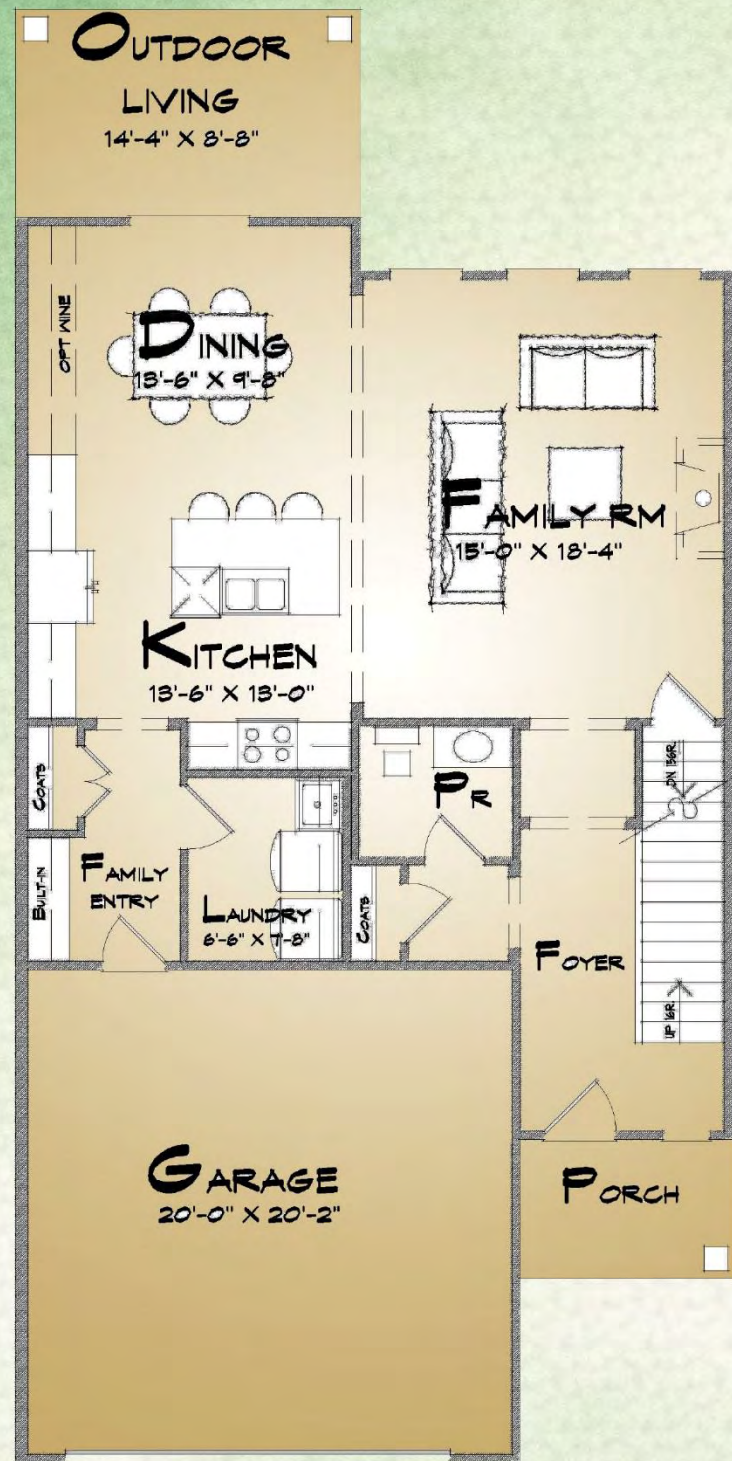 OUTDOOR
LIVING
14'-4" X 8'-8"
OPT WINE
DINING
13'-6" X 9'-8"
FAMILY RM
15'-0" X 18'-4"
KITCHEN
13'-6" X 13'-0"
COATS
BUILT-IN
FAMILY
ENTRY
LAUNDRY
6'-6" X 7'-8"
PR
COATS
DN 15R.
FOYER
UP 16R.
GARAGE
20'-0" X 20'-2"
PORCH